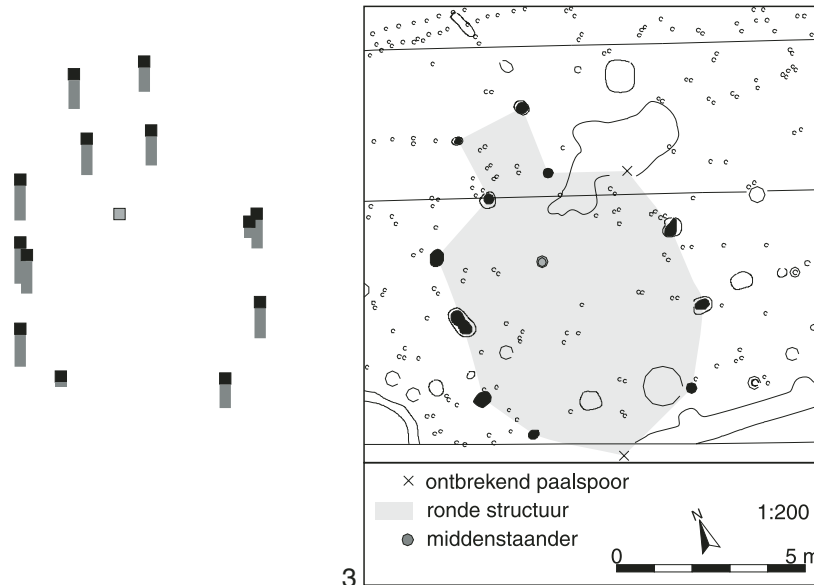 × ontbrekend paalspoor
ronde structuur
middenstaander
N
1:200
0 5 m
3